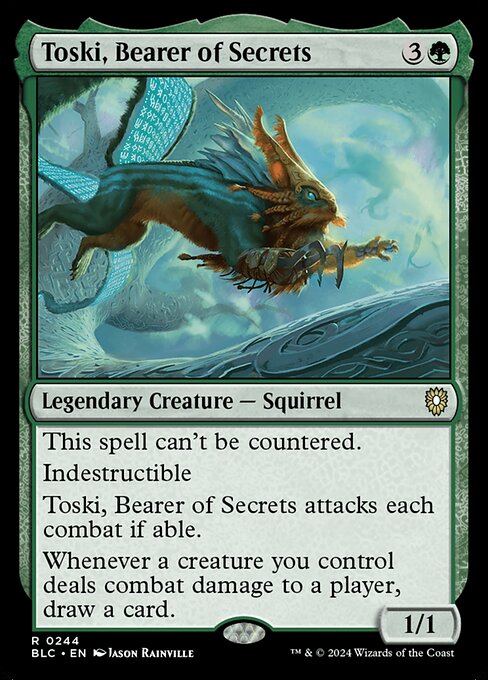 Toski, Bearer of Secrets 3
Legendary Creature — Squirrel
This spell can't be countered.
Indestructible
Toski, Bearer of Secrets attacks each
combat if able.
Whenever a creature you control
deals combat damage to a player,
draw a card.
1/1
R 0244
BLC • EN Jason Rainville
™ & © 2024 Wizards of the Coast